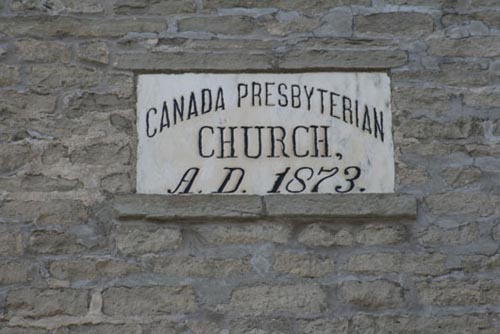 CANADA PRESBYTERIAN
CHURCH,
A. D. 1873.